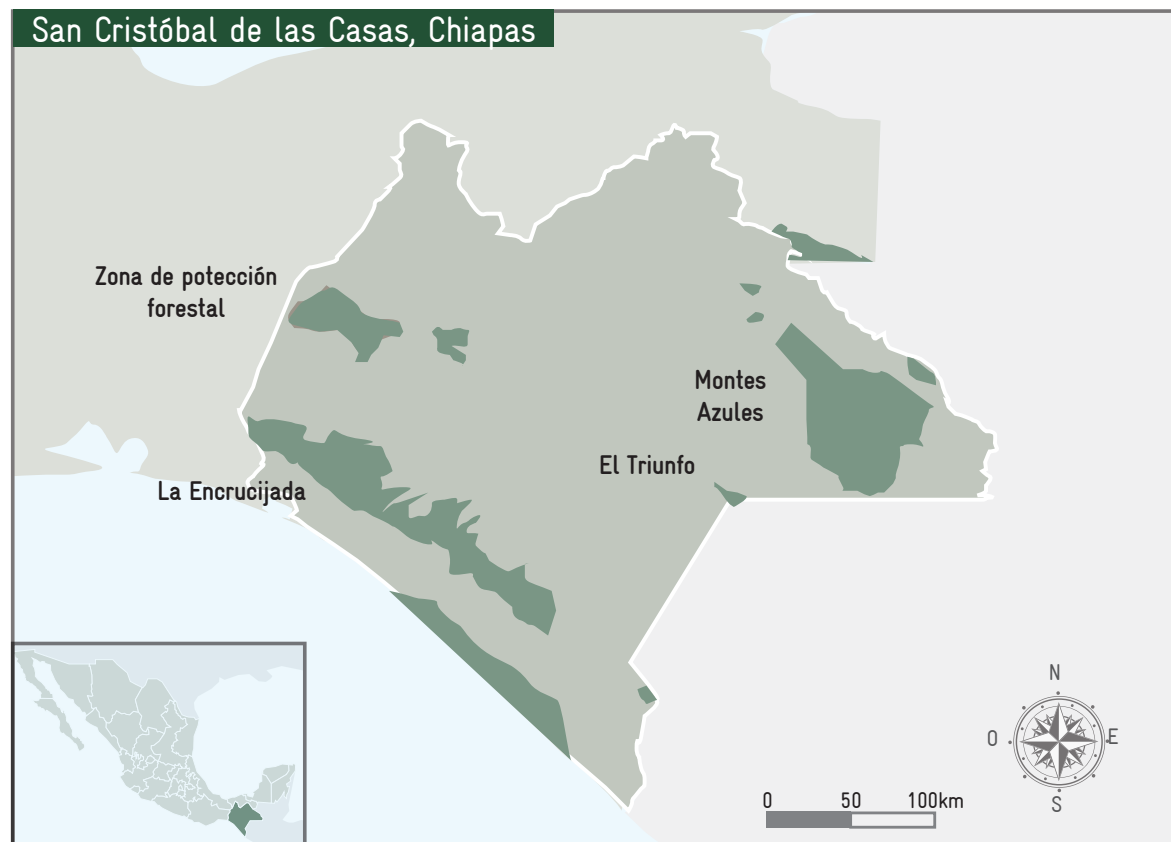 San Cristóbal de las Casas, Chiapas
Zona de potección
forestal
Montes
Azules
El Triunfo
La Encrucijada
N
O
E
S
0 50 100km